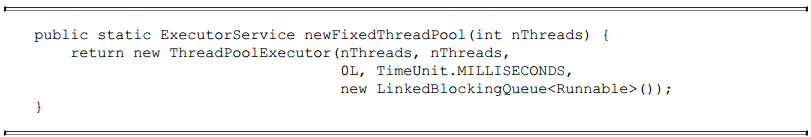 public static ExecutorService newFixedThreadPool(int nThreads) {
    return new ThreadPoolExecutor(nThreads, nThreads,
                                  0L, TimeUnit.MILLISECONDS,
                                  new LinkedBlockingQueue<Runnable>());
}